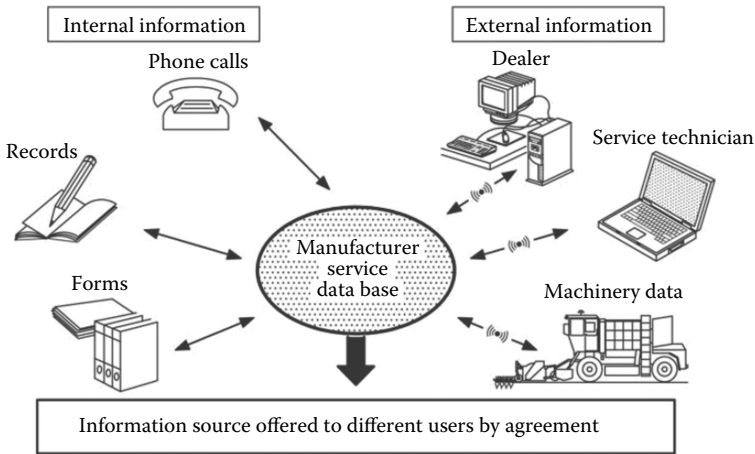 Internal information
External information
Phone calls
Dealer
Records
Service technician
Manufacturer
service
data base
Forms
Machinery data
Information source offered to different users by agreement